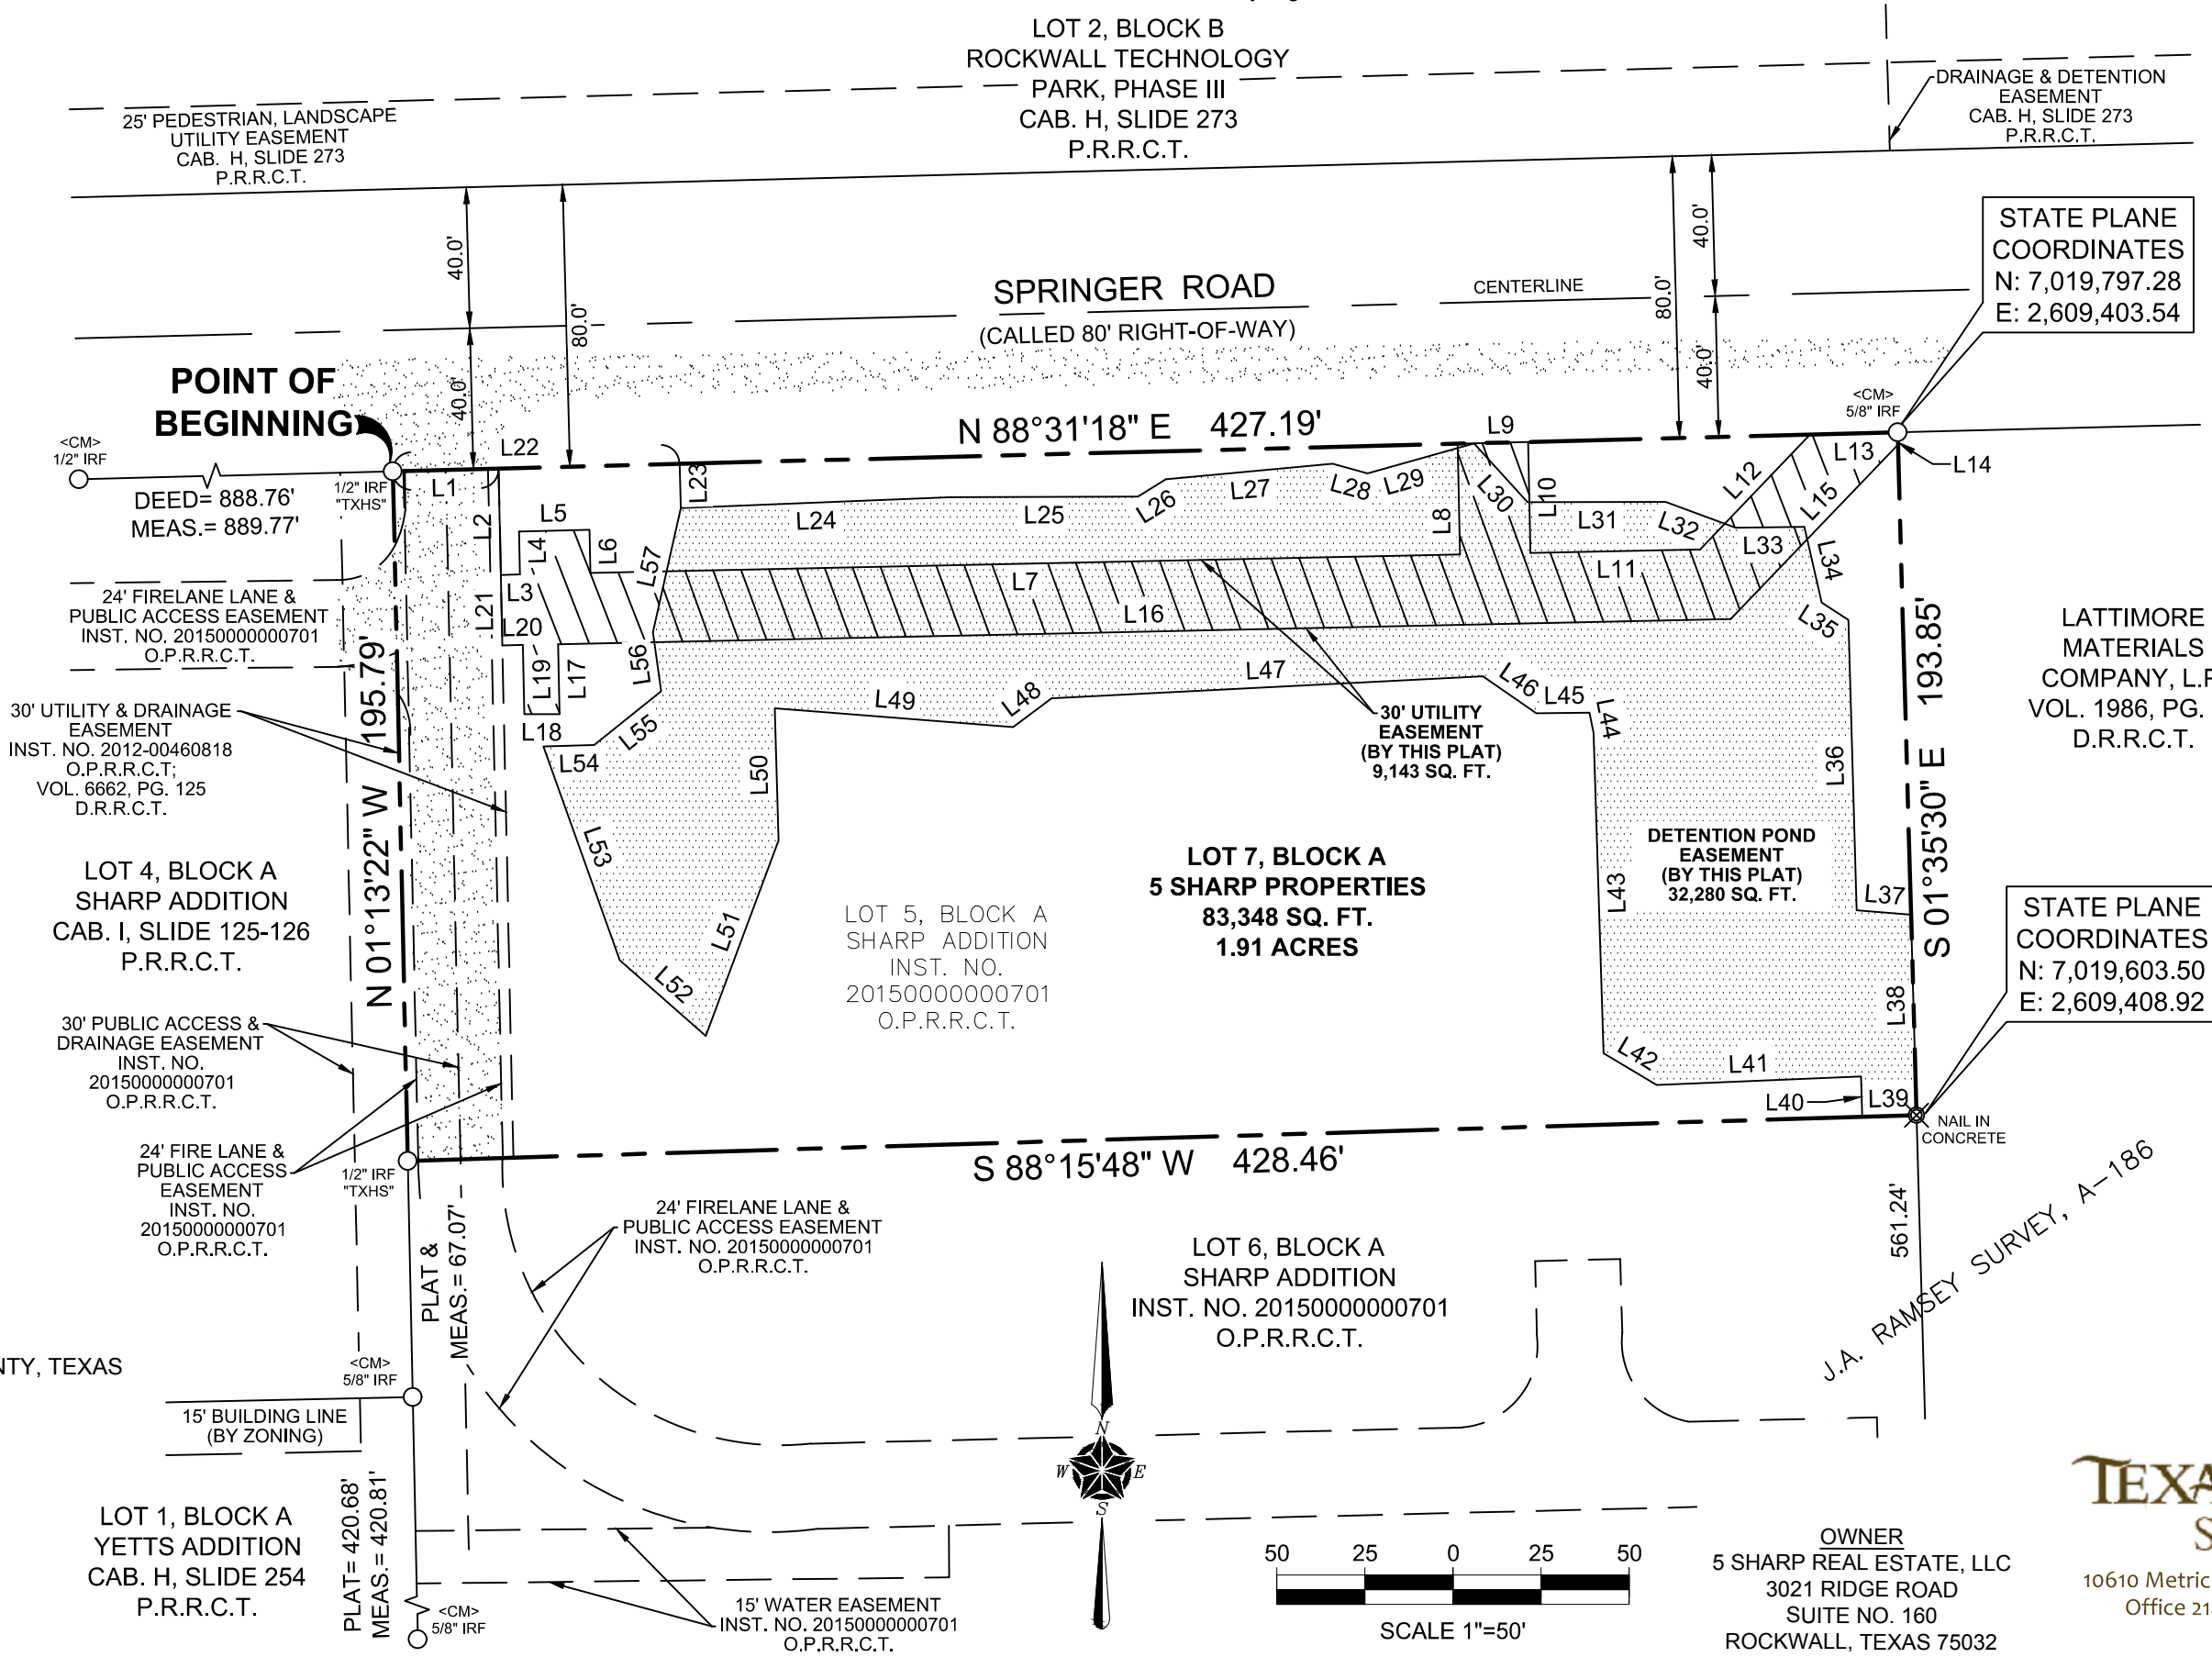 LOT 2, BLOCK B
ROCKWALL TECHNOLOGY
PARK, PHASE III
CAB. H, SLIDE 273
P.R.R.C.T.
25' PEDESTRIAN, LANDSCAPE
UTILITY EASEMENT
CAB. H, SLIDE 273
P.R.R.C.T.
DRAINAGE & DETENTION
EASEMENT
CAB. H, SLIDE 273
P.R.R.C.T.
40.0'
80.0'
40.0'
40.0'
80.0'
40.0'
SPRINGER ROAD
(CALLED 80' RIGHT-OF-WAY)
CENTERLINE
STATE PLANE
COORDINATES
N: 7,019,797.28
E: 2,609,403.54
POINT OF
BEGINNING
<CM>
1/2" IRF
DEED= 888.76'
MEAS.= 889.77'
1/2" IRF
"TXHS"
N 88°31'18" E 427.19'
<CM>
5/8" IRF
L1
L2
L3
L4
L5
L6
L7
L8
L9
L10
L11
L12
L13
L14
L15
L16
L17
L18
L19
L20
L21
L22
L23
L24
L25
L26
L27
L28
L29
L30
L31
L32
L33
L34
L35
L36
L37
L38
L39
L40
L41
L42
L43
L44
L45
L46
L47
L48
L49
L50
L51
L52
L53
L54
L55
L56
L57
24' FIRELANE LANE &
PUBLIC ACCESS EASEMENT
INST. NO. 20150000000701
O.P.R.R.C.T.
30' UTILITY & DRAINAGE
EASEMENT
INST. NO. 2012-00460818
O.P.R.R.C.T;
VOL. 6662, PG. 125
D.R.R.C.T.
N 01°13'22" W 195.79'
LOT 4, BLOCK A
SHARP ADDITION
CAB. I, SLIDE 125-126
P.R.R.C.T.
30' PUBLIC ACCESS &
DRAINAGE EASEMENT
INST. NO.
20150000000701
O.P.R.R.C.T.
24' FIRE LANE &
PUBLIC ACCESS
EASEMENT
INST. NO.
20150000000701
O.P.R.R.C.T.
1/2" IRF
"TXHS"
30' UTILITY
EASEMENT
(BY THIS PLAT)
9,143 SQ. FT.
LOT 5, BLOCK A
SHARP ADDITION
INST. NO.
20150000000701
O.P.R.R.C.T.
LOT 7, BLOCK A
5 SHARP PROPERTIES
83,348 SQ. FT.
1.91 ACRES
DETENTION POND
EASEMENT
(BY THIS PLAT)
32,280 SQ. FT.
S 01°35'30" E 193.85'
LATTIMORE
MATERIALS
COMPANY, L.P
VOL. 1986, PG.
D.R.R.C.T.
STATE PLANE
COORDINATES
N: 7,019,603.50
E: 2,609,408.92
NAIL IN
CONCRETE
S 88°15'48" W 428.46'
561.24'
J.A. RAMSEY SURVEY, A-186
PLAT &
MEAS.= 67.07'
24' FIRELANE LANE &
PUBLIC ACCESS EASEMENT
INST. NO. 20150000000701
O.P.R.R.C.T.
LOT 6, BLOCK A
SHARP ADDITION
INST. NO. 20150000000701
O.P.R.R.C.T.
NTY, TEXAS
<CM>
5/8" IRF
15' BUILDING LINE
(BY ZONING)
LOT 1, BLOCK A
YETTS ADDITION
CAB. H, SLIDE 254
P.R.R.C.T.
PLAT= 420.68'
MEAS.= 420.81'
<CM>
5/8" IRF
15' WATER EASEMENT
INST. NO. 20150000000701
O.P.R.R.C.T.
N
W E
S
50 25 0 25 50
SCALE 1"=50'
OWNER
5 SHARP REAL ESTATE, LLC
3021 RIDGE ROAD
SUITE NO. 160
ROCKWALL, TEXAS 75032
TEXA
S
10610 Metric
Office 21